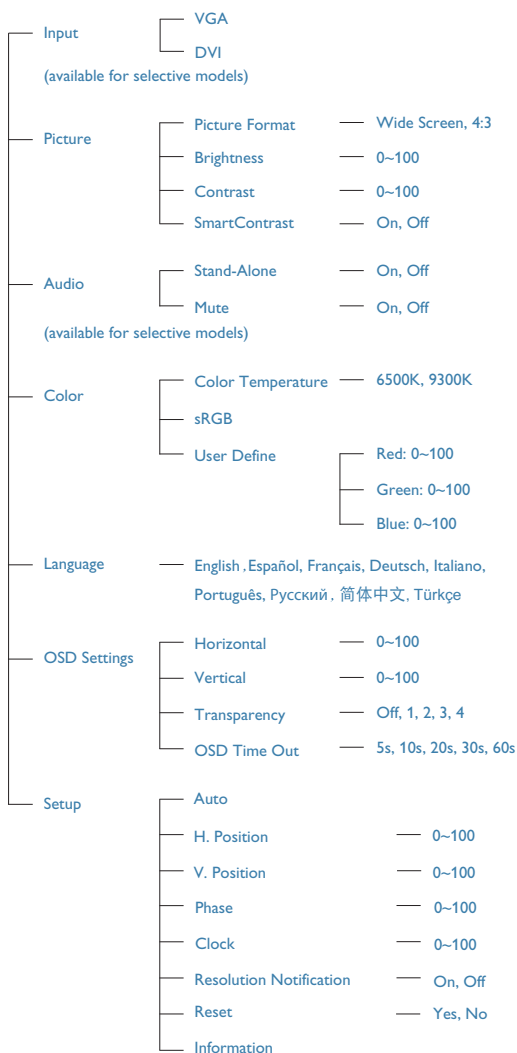 Input
VGA
DVI
(available for selective models)
Picture
Picture Format Wide Screen, 4:3
Brightness 0~100
Contrast 0~100
SmartContrast On, Off
Audio
Stand-Alone On, Off
Mute On, Off
(available for selective models)
Color
Color Temperature 6500K, 9300K
sRGB
User Define Red: 0~100
Green: 0~100
Blue: 0~100
Language English , Español, Français, Deutsch, Italiano,
Português, Русский , 简体中文, Türkçe
OSD Settings
Horizontal 0~100
Vertical 0~100
Transparency Off, 1, 2, 3, 4
OSD Time Out 5s, 10s, 20s, 30s, 60s
Setup
Auto
H. Position 0~100
V. Position 0~100
Phase 0~100
Clock 0~100
Resolution Notification On, Off
Reset Yes, No
Information